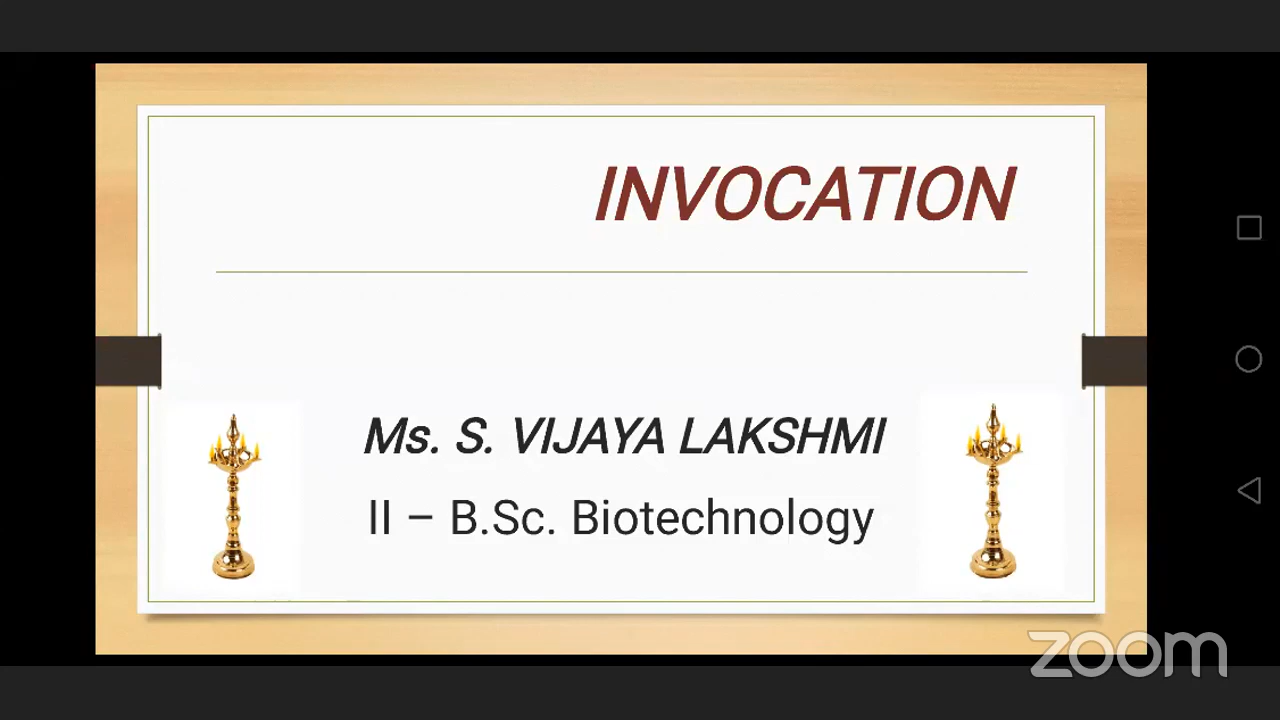 INVOCATION
Ms. S. VIJAYA LAKSHMI
II – B.Sc. Biotechnology
zoom